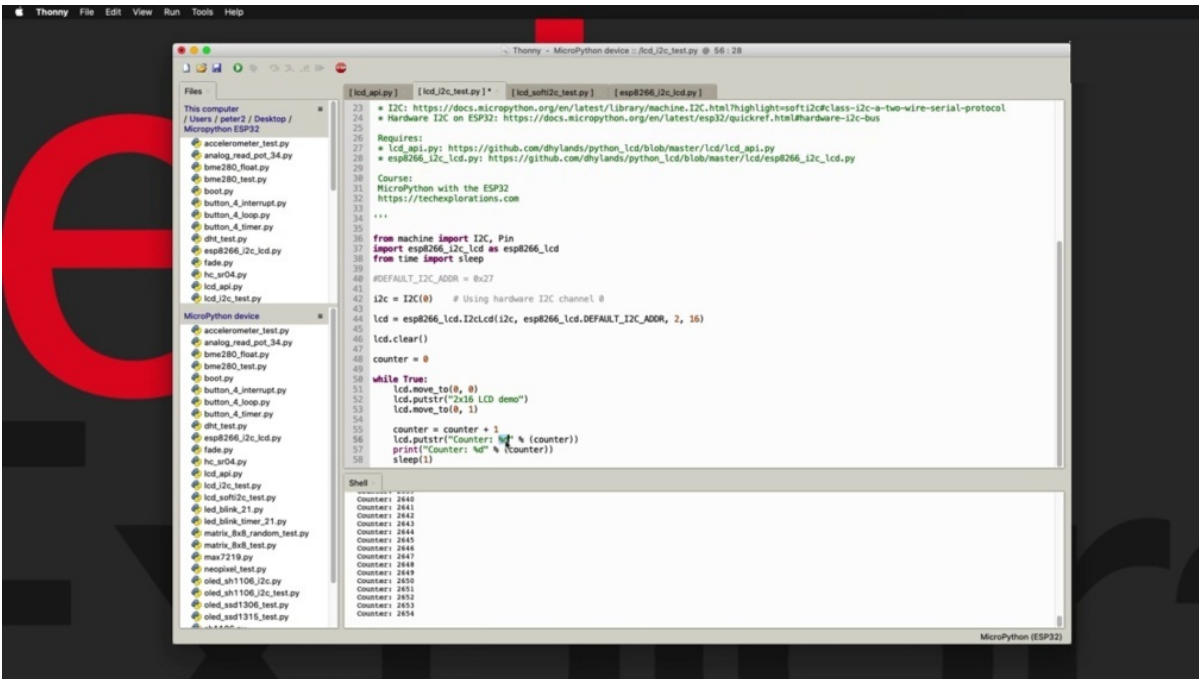 Thonny File Edit View Run Tools Help
Thonny - MicroPython device :: /lcd_i2c_test.py @ 56 : 28
Files
This computer
/ Users / peter2 / Desktop /
Micropython ESP32
accelerometer_test.py
analog_read_pot_34.py
bme280_float.py
bme280_test.py
boot.py
button_4_interrupt.py
button_4_loop.py
button_4_timer.py
dht_test.py
esp8266_i2c_lcd.py
fade.py
hc_sr04.py
lcd_api.py
lcd_i2c_test.py
MicroPython device
accelerometer_test.py
analog_read_pot_34.py
bme280_float.py
bme280_test.py
boot.py
button_4_interrupt.py
button_4_loop.py
button_4_timer.py
dht_test.py
esp8266_i2c_lcd.py
fade.py
hc_sr04.py
lcd_api.py
lcd_i2c_test.py
lcd_softi2c_test.py
led_blink_21.py
led_blink_timer_21.py
matrix_8x8_random_test.py
matrix_8x8_test.py
max7219.py
neopixel_test.py
oled_sh1106_i2c.py
oled_sh1106_i2c_test.py
oled_ssd1306_test.py
oled_ssd1315_test.py
[ lcd_api.py ] [ lcd_i2c_test.py ] * [ lcd_softi2c_test.py ] [ esp8266_i2c_lcd.py ]
23 * I2C: https://docs.micropython.org/en/latest/library/machine.I2C.html?highlight=softi2c#class-i2c-a-two-wire-serial-protocol
24 * Hardware I2C on ESP32: https://docs.micropython.org/en/latest/esp32/quickref.html#hardware-i2c-bus
25
26 Requires:
27 * lcd_api.py: https://github.com/dhylands/python_lcd/blob/master/lcd/lcd_api.py
28 * esp8266_i2c_lcd.py: https://github.com/dhylands/python_lcd/blob/master/lcd/esp8266_i2c_lcd.py
29
30 Course:
31 MicroPython with the ESP32
32 https://techexplorations.com
33
34 '''
35
36 from machine import I2C, Pin
37 import esp8266_i2c_lcd as esp8266_lcd
38 from time import sleep
39
40 #DEFAULT_I2C_ADDR = 0x27
41
42 i2c = I2C(0) # Using hardware I2C channel 0
43
44 lcd = esp8266_lcd.I2cLcd(i2c, esp8266_lcd.DEFAULT_I2C_ADDR, 2, 16)
45
46 lcd.clear()
47
48 counter = 0
49
50 while True:
51 lcd.move_to(0, 0)
52 lcd.putstr("2x16 LCD demo")
53 lcd.move_to(0, 1)
54
55 counter = counter + 1
56 lcd.putstr("Counter: %d" % (counter))
57 print("Counter: %d" % (counter))
58 sleep(1)
Shell
Counter: 2640
Counter: 2641
Counter: 2642
Counter: 2643
Counter: 2644
Counter: 2645
Counter: 2646
Counter: 2647
Counter: 2648
Counter: 2649
Counter: 2650
Counter: 2651
Counter: 2652
Counter: 2653
Counter: 2654
MicroPython (ESP32)